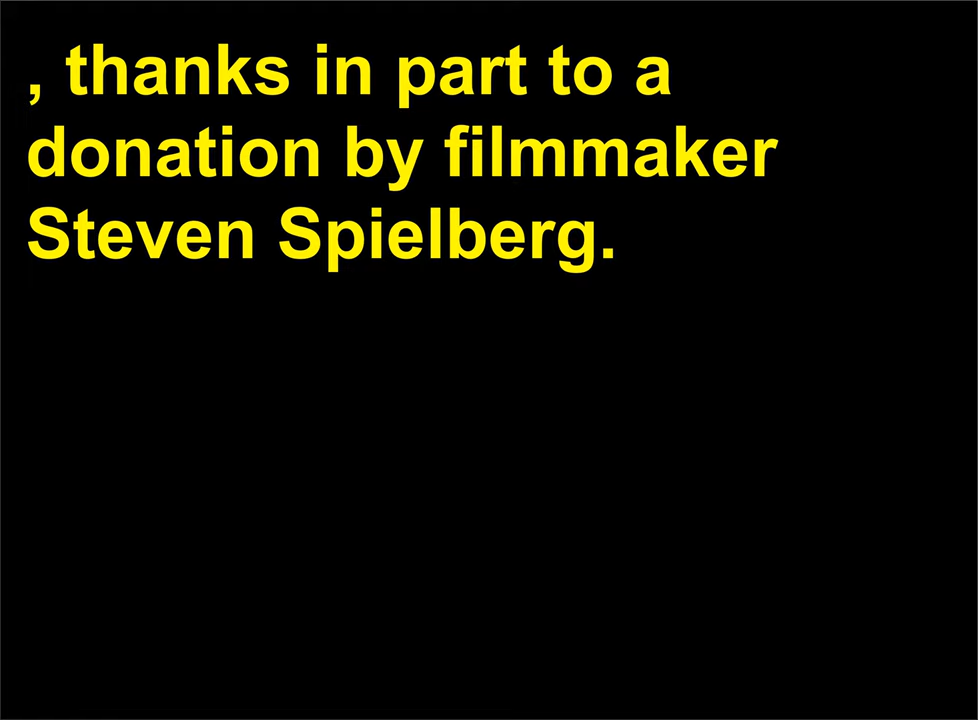 , thanks in part to a
donation by filmmaker
Steven Spielberg.